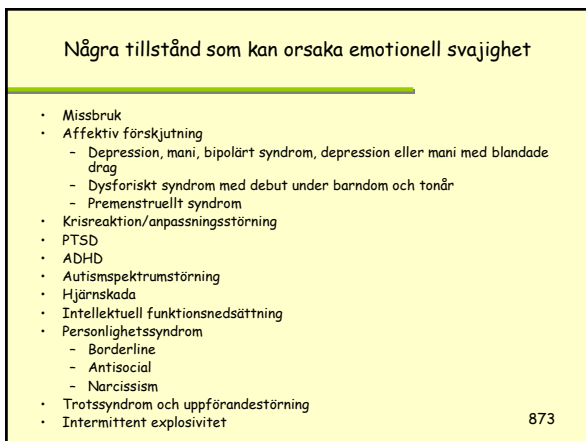 Några tillstånd som kan orsaka emotionell svajighet
• Missbruk
• Affektiv förskjutning
– Depression, mani, bipolärt syndrom, depression eller mani med blandade
drag
– Dysforiskt syndrom med debut under barndom och tonår
– Premenstruellt syndrom
• Krisreaktion/anpassningsstörning
• PTSD
• ADHD
• Autismspektrumstörning
• Hjärnskada
• Intellektuell funktionsnedsättning
• Personlighetssyndrom
– Borderline
– Antisocial
– Narcissism
• Trotssyndrom och uppförandestörning
• Intermittent explosivitet
873